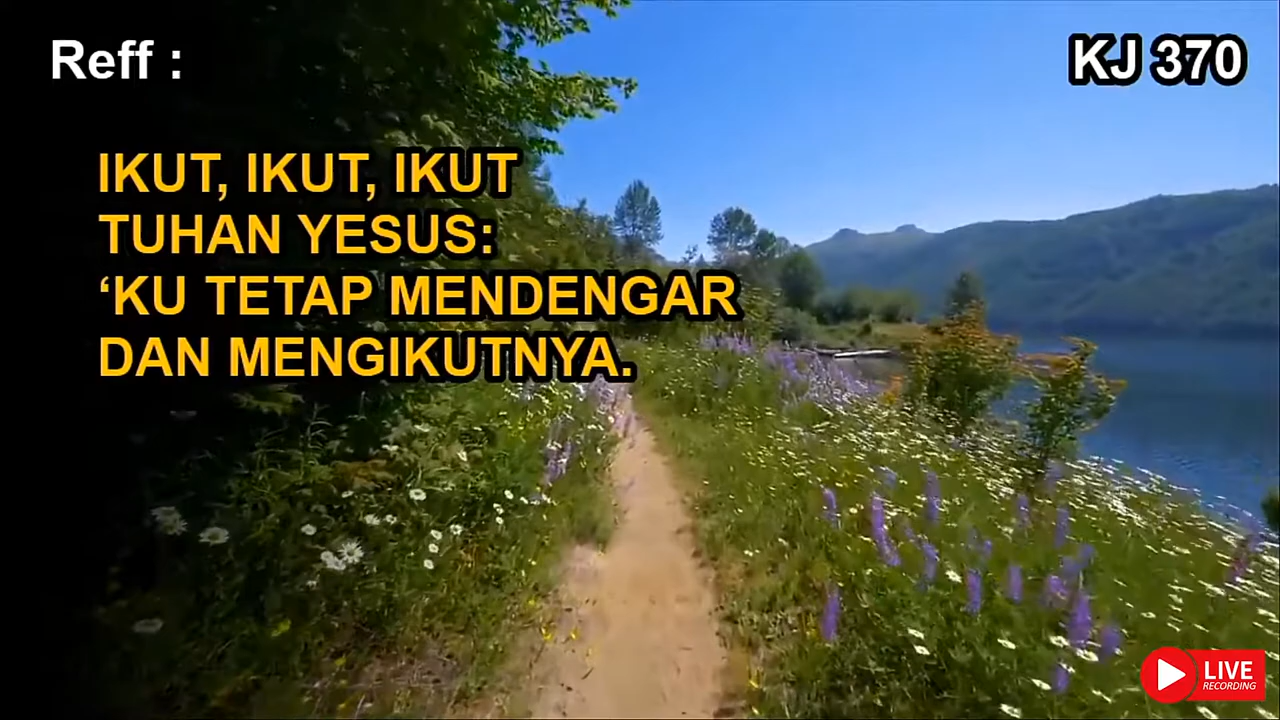 Reff :
KJ 370
IKUT, IKUT, IKUT
TUHAN YESUS:
‘KU TETAP MENDENGAR
DAN MENGIKUTNYA.
LIVE
RECORDING